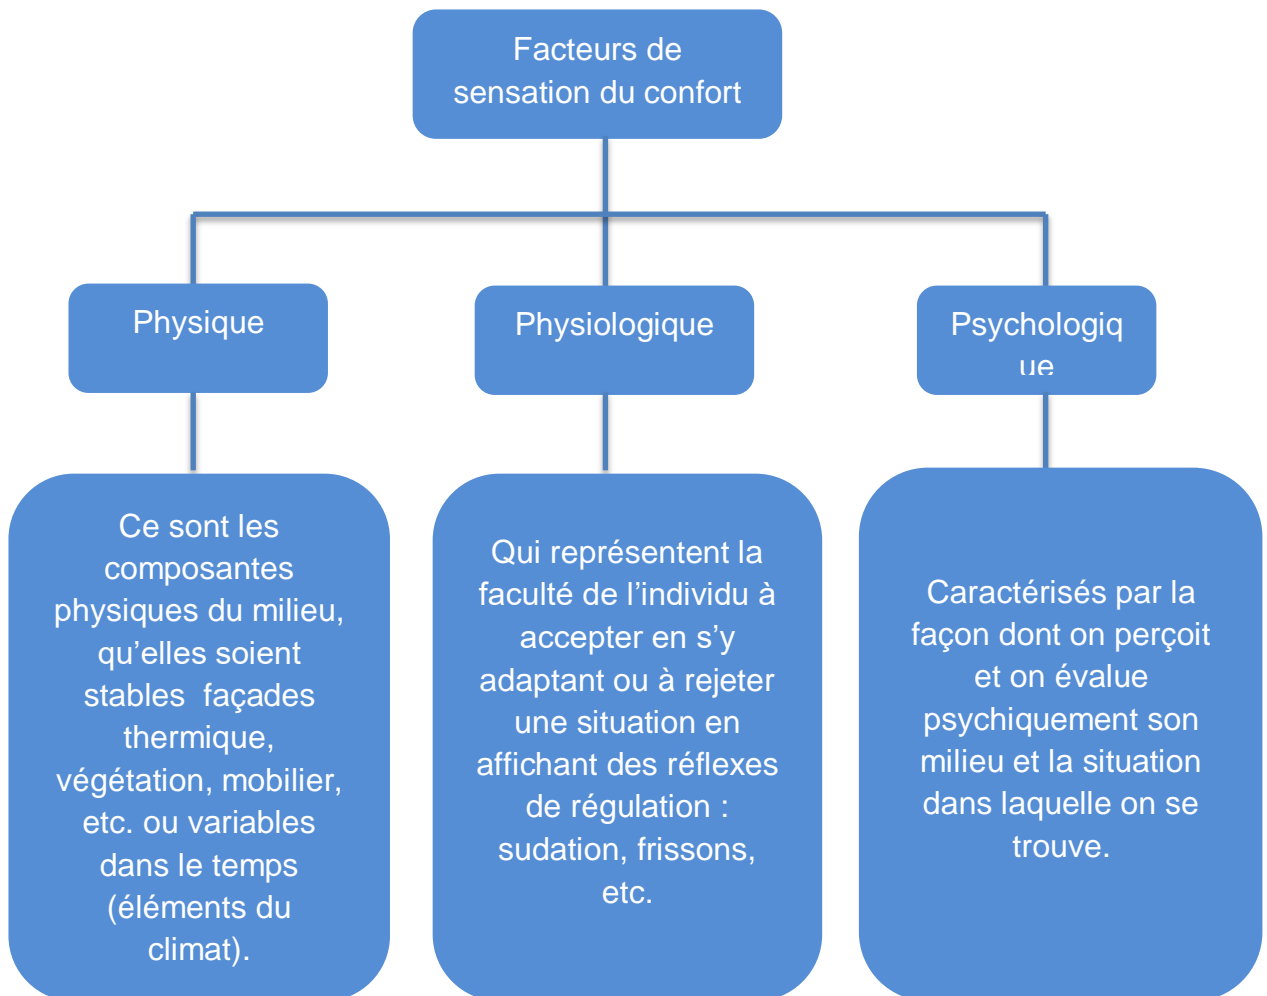 Facteurs de
sensation du confort
Physique
Physiologique
Psychologiq
ue
Ce sont les
composantes
physiques du milieu,
qu’elles soient
stables  façades
thermique,
végétation, mobilier,
etc. ou variables
dans le temps
(éléments du
climat).
Qui représentent la
faculté de l’individu à
accepter en s’y
adaptant ou à rejeter
une situation en
affichant des réflexes
de régulation :
sudation, frissons,
etc.
Caractérisés par la
façon dont on perçoit
et on évalue
psychiquement son
milieu et la situation
dans laquelle on se
trouve.